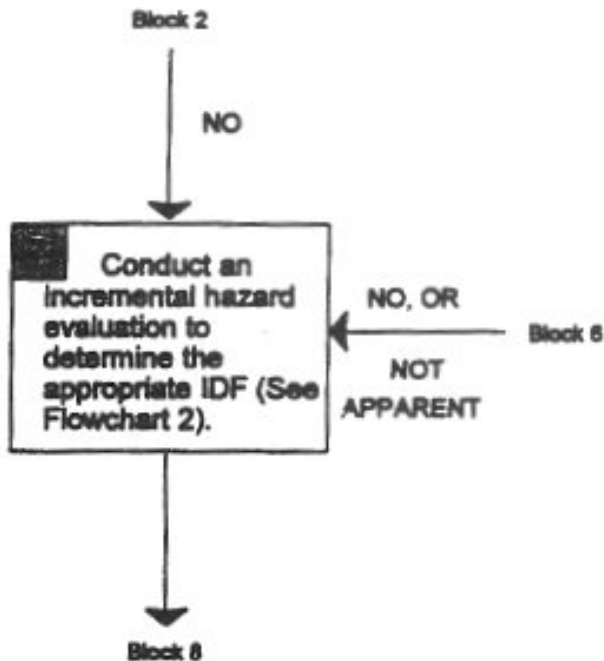 Block 2
NO
Conduct an
incremental hazard
evaluation to
determine the
appropriate IDF (See
Flowchart 2).
NO, OR
NOT
APPARENT
Block 6
Block 8